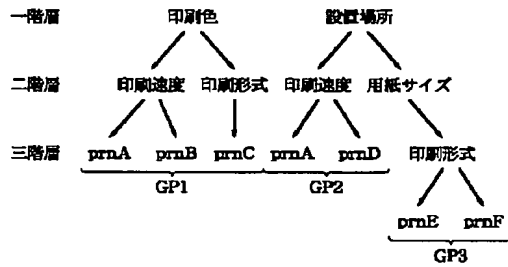 一階層 印刷色 設置場所
二階層 印刷速度 印刷形式 印刷速度 用紙サイズ
三階層 prnA prnB prnC prnA prnD 印刷形式
GP1 GP2
prnE prnF
GP3